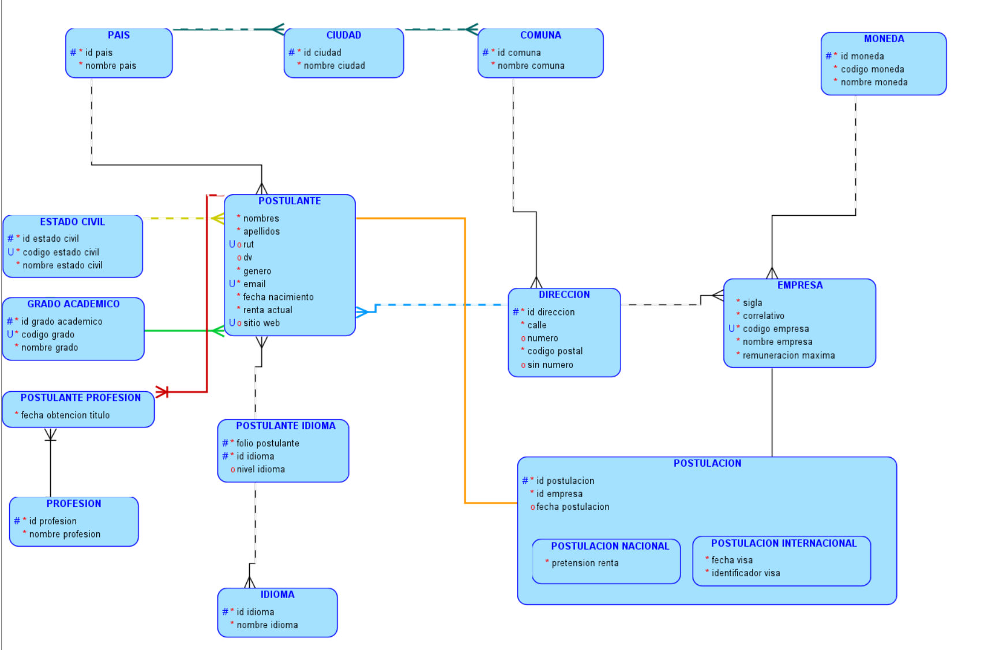 PAIS
# * id pais
* nombre pais
CIUDAD
# * id ciudad
* nombre ciudad
COMUNA
# * id comuna
* nombre comuna
MONEDA
# * id moneda
* codigo moneda
* nombre moneda
POSTULANTE
* nombres
* apellidos
U o rut
o dv
* genero
U * email
* fecha nacimiento
* renta actual
U o sitio web
ESTADO CIVIL
# * id estado civil
U * codigo estado civil
* nombre estado civil
GRADO ACADEMICO
# * id grado academico
U * codigo grado
* nombre grado
DIRECCION
# * id direccion
* calle
o numero
* codigo postal
o sin numero
EMPRESA
* sigla
* correlativo
U * codigo empresa
* nombre empresa
* remuneracion maxima
POSTULANTE PROFESION
* fecha obtencion titulo
POSTULANTE IDIOMA
# * folio postulante
# * id idioma
o nivel idioma
PROFESION
# * id profesion
* nombre profesion
POSTULACION
# * id postulacion
* id empresa
o fecha postulacion
POSTULACION NACIONAL
* pretension renta
POSTULACION INTERNACIONAL
* fecha visa
* identificador visa
IDIOMA
# * id idioma
* nombre idioma